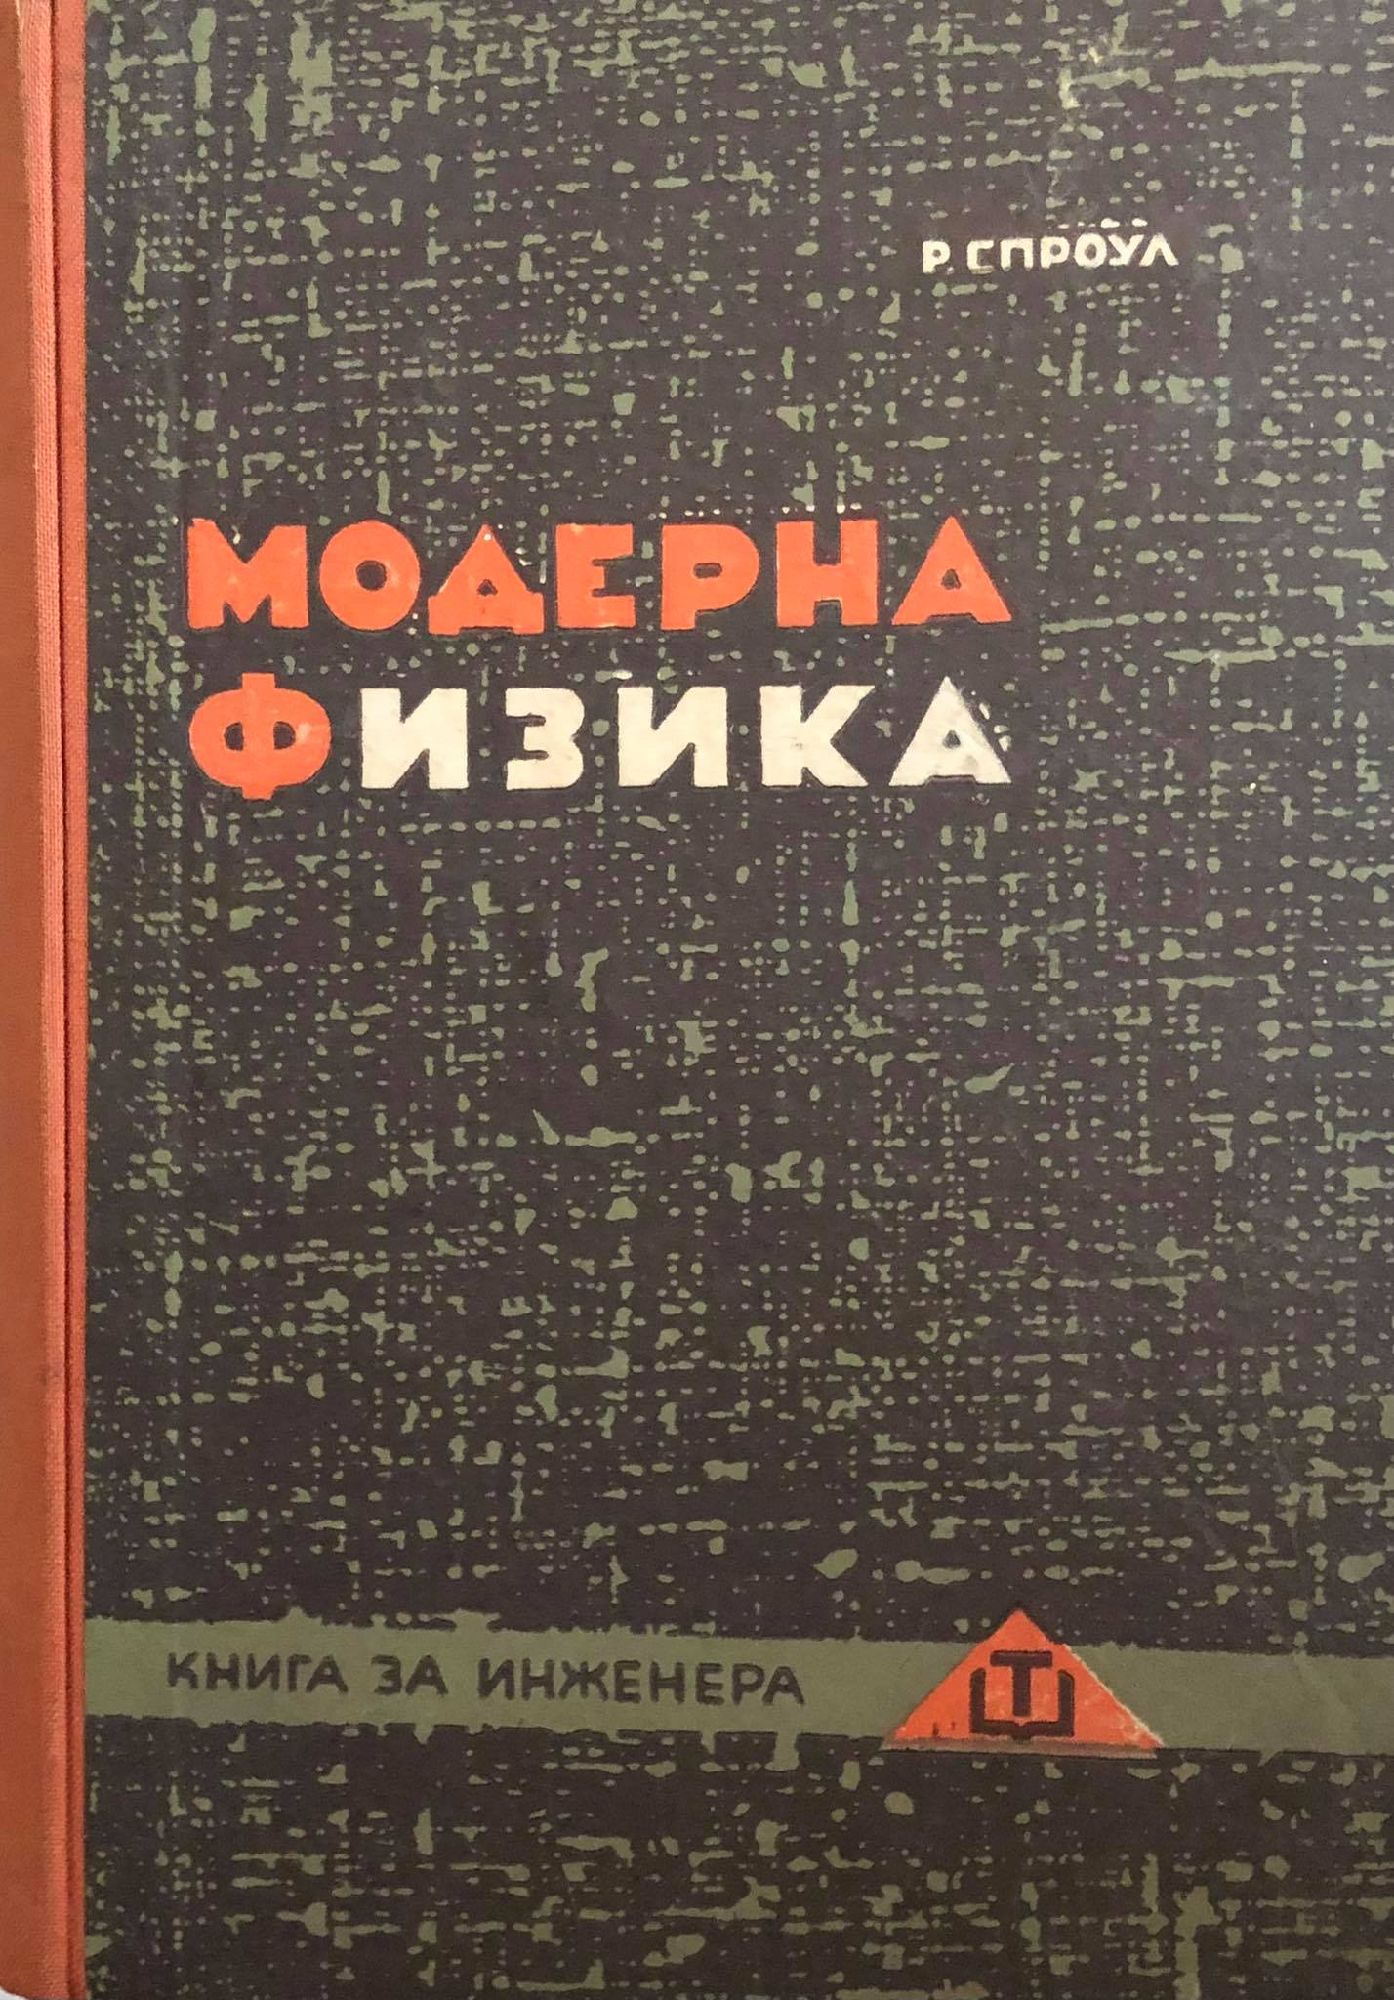 Р. СПРОУЛ
МОДЕРНА
ФИЗИКА
КНИГА ЗА ИНЖЕНЕРА
Т